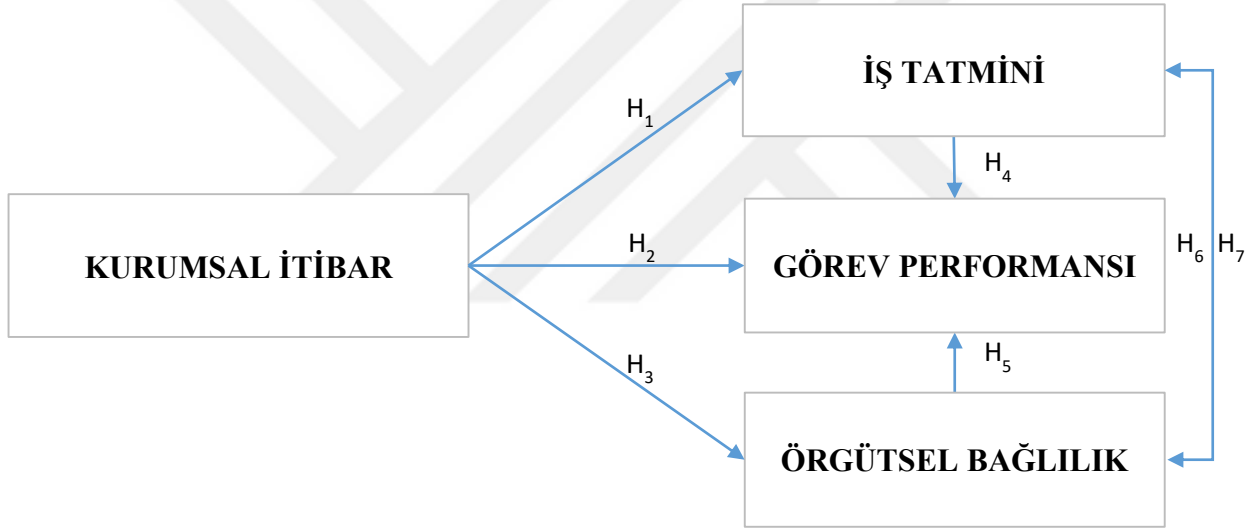 İŞ TATMİNİ
H₁
H₄
KURUMSAL İTİBAR
H₂
GÖREV PERFORMANSI
H₆ H₇
H₃
H₅
ÖRGÜTSEL BAĞLILIK